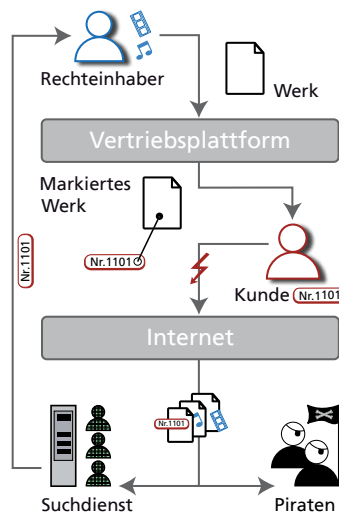 Rechteinhaber
Werk
Vertriebsplattform
Markiertes
Werk
Nr.1101
Nr.1101
Kunde Nr.1101
Internet
Nr.1101
Suchdienst
Piraten